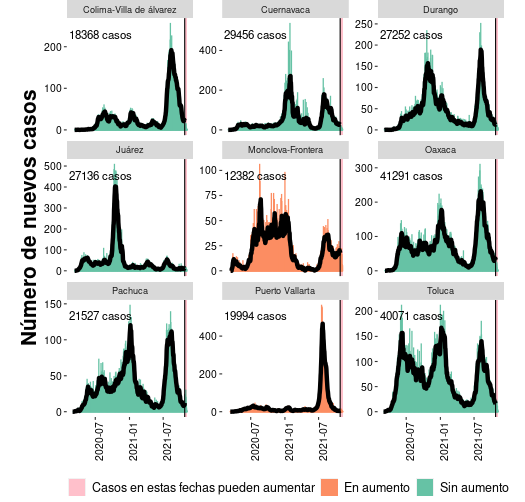 Colima-Villa de álvarez
Cuernavaca
Durango
18368 casos
29456 casos
27252 casos
200
100
0
400
200
0
250
200
150
100
50
0
Juárez
Monclova-Frontera
Oaxaca
27136 casos
12382 casos
41291 casos
500
400
300
200
100
0
100
75
50
25
0
300
200
100
0
Pachuca
Puerto Vallarta
Toluca
21527 casos
19994 casos
40071 casos
150
100
50
0
400
200
0
200
150
100
50
0
2020-07
2021-01
2021-07
2020-07
2021-01
2021-07
2020-07
2021-01
2021-07
Número de nuevos casos
Casos en estas fechas pueden aumentar
En aumento
Sin aumento